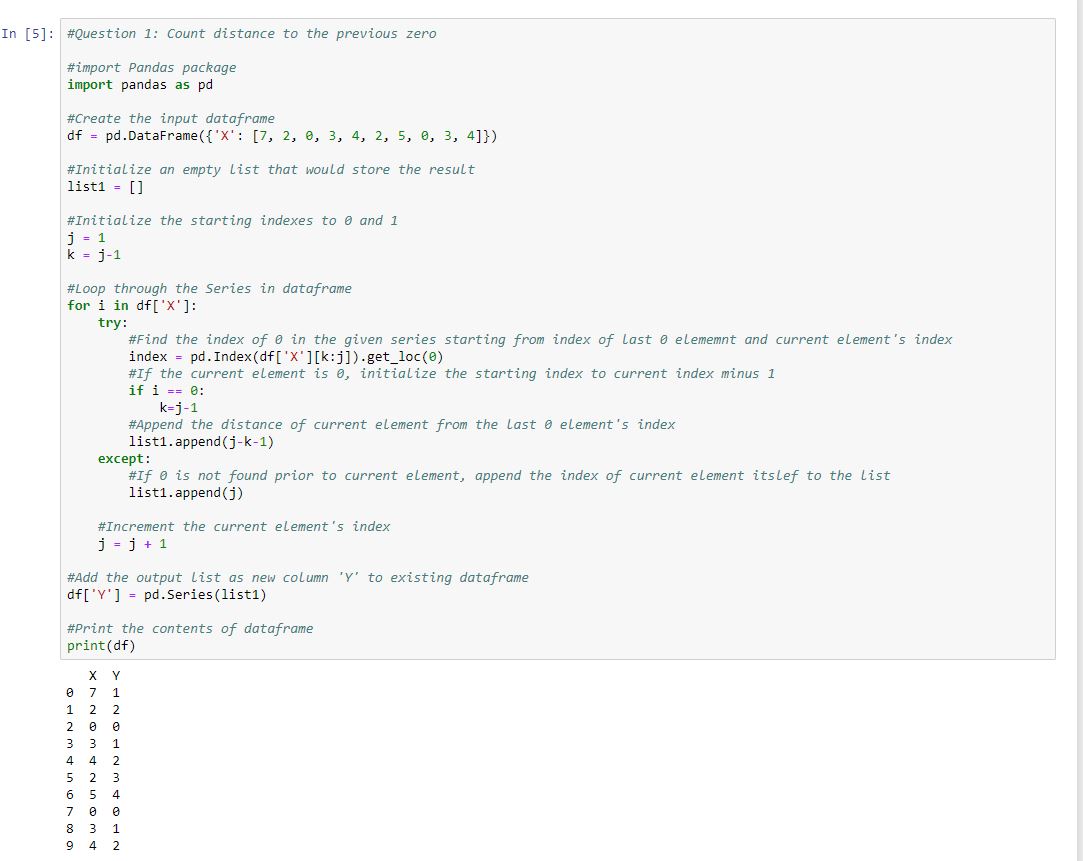 In [5]: #Question 1: Count distance to the previous zero
#import Pandas package
import pandas as pd
#Create the input dataframe
df = pd.DataFrame({'X': [7, 2, 0, 3, 4, 2, 5, 0, 3, 4]})
#Initialize an empty list that would store the result
list1 = []
#Initialize the starting indexes to 0 and 1
j = 1
k = j-1
#Loop through the Series in dataframe
for i in df['X']:
    try:
        #Find the index of 0 in the given series starting from index of last 0 elememnt and current element's index
        index = pd.Index(df['X'][k:j]).get_loc(0)
        #If the current element is 0, initialize the starting index to current index minus 1
        if i == 0:
            k=j-1
        #Append the distance of current element from the last 0 element's index
        list1.append(j-k-1)
    except:
        #If 0 is not found prior to current element, append the index of current element itslef to the list
        list1.append(j)
    #Increment the current element's index
    j = j + 1
#Add the output list as new column 'Y' to existing dataframe
df['Y'] = pd.Series(list1)
#Print the contents of dataframe
print(df)
   X  Y
0  7  1
1  2  2
2  0  0
3  3  1
4  4  2
5  2  3
6  5  4
7  0  0
8  3  1
9  4  2